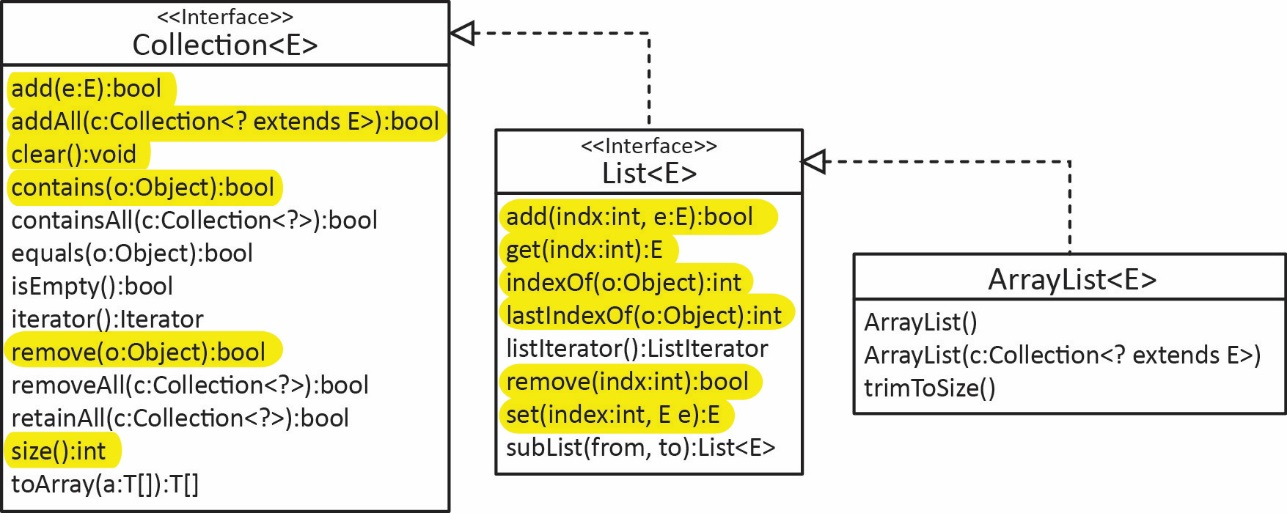 <<Interface>>
Collection<E>
add(e:E):bool
addAll(c:Collection<? extends E>):bool
clear():void
contains(o:Object):bool
containsAll(c:Collection<?>):bool
equals(o:Object):bool
isEmpty():bool
iterator():Iterator
remove(o:Object):bool
removeAll(c:Collection<?>):bool
retainAll(c:Collection<?>):bool
size():int
toArray(a:T[]):T[]
<<Interface>>
List<E>
add(indx:int, e:E):bool
get(indx:int):E
indexOf(o:Object):int
lastIndexOf(o:Object):int
listIterator():ListIterator
remove(indx:int):bool
set(index:int, E e):E
subList(from, to):List<E>
ArrayList<E>
ArrayList()
ArrayList(c:Collection<? extends E>)
trimToSize()